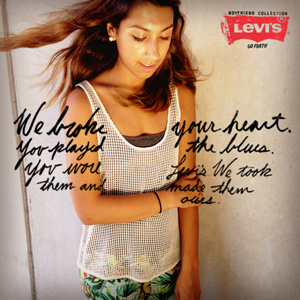 BOYFRIEND COLLECTION
LEVI'S
GO FORTH
We broke your heart.
You played the blues.
You wore Levi's. We took
them and made them
ours.